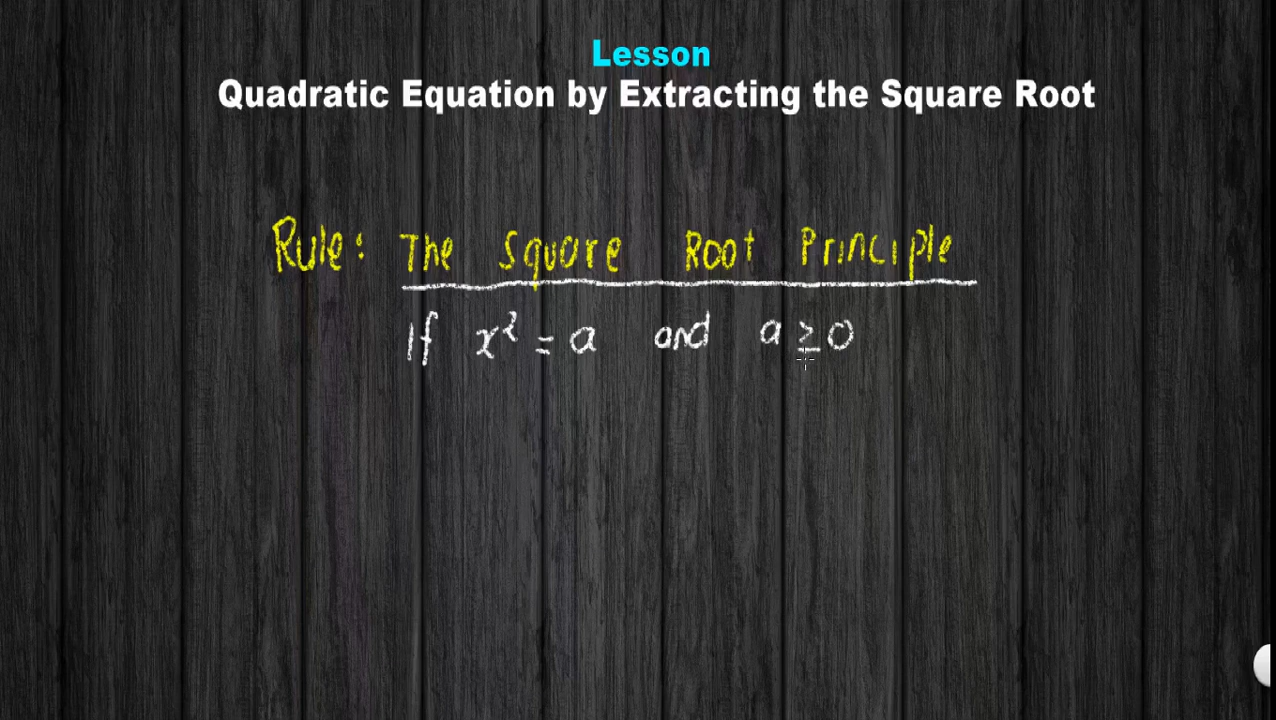 Lesson
Quadratic Equation by Extracting the Square Root
Rule: The Square Root Principle
If x² = a and a ≥ 0